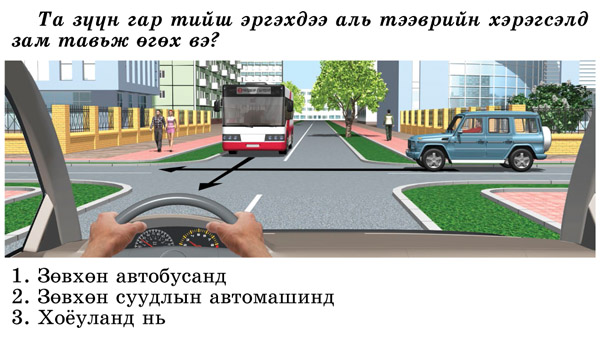 Та зүүн гар тийш эргэхдээ аль тээврийн хэрэгсэлд
зам тавьж өгөх вэ?
1. Зөвхөн автобусанд
2. Зөвхөн суудлын автомашинд
3. Хоёуланд нь